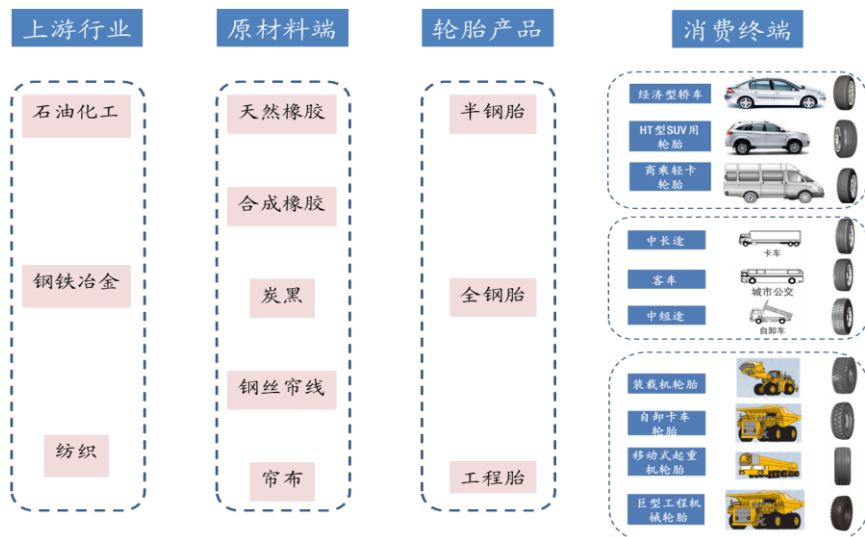 上游行业
原材料端
轮胎产品
消费终端
石油化工
钢铁冶金
纺织
天然橡胶
合成橡胶
炭黑
钢丝帘线
帘布
半钢胎
全钢胎
工程胎
经济型轿车
HT型SUV用
轮胎
商乘轻卡
轮胎
中长途
卡车
客车
城市公交
中短途
自卸车
装载机轮胎
自卸卡车
轮胎
移动式起重
机轮胎
巨型工程机
械轮胎